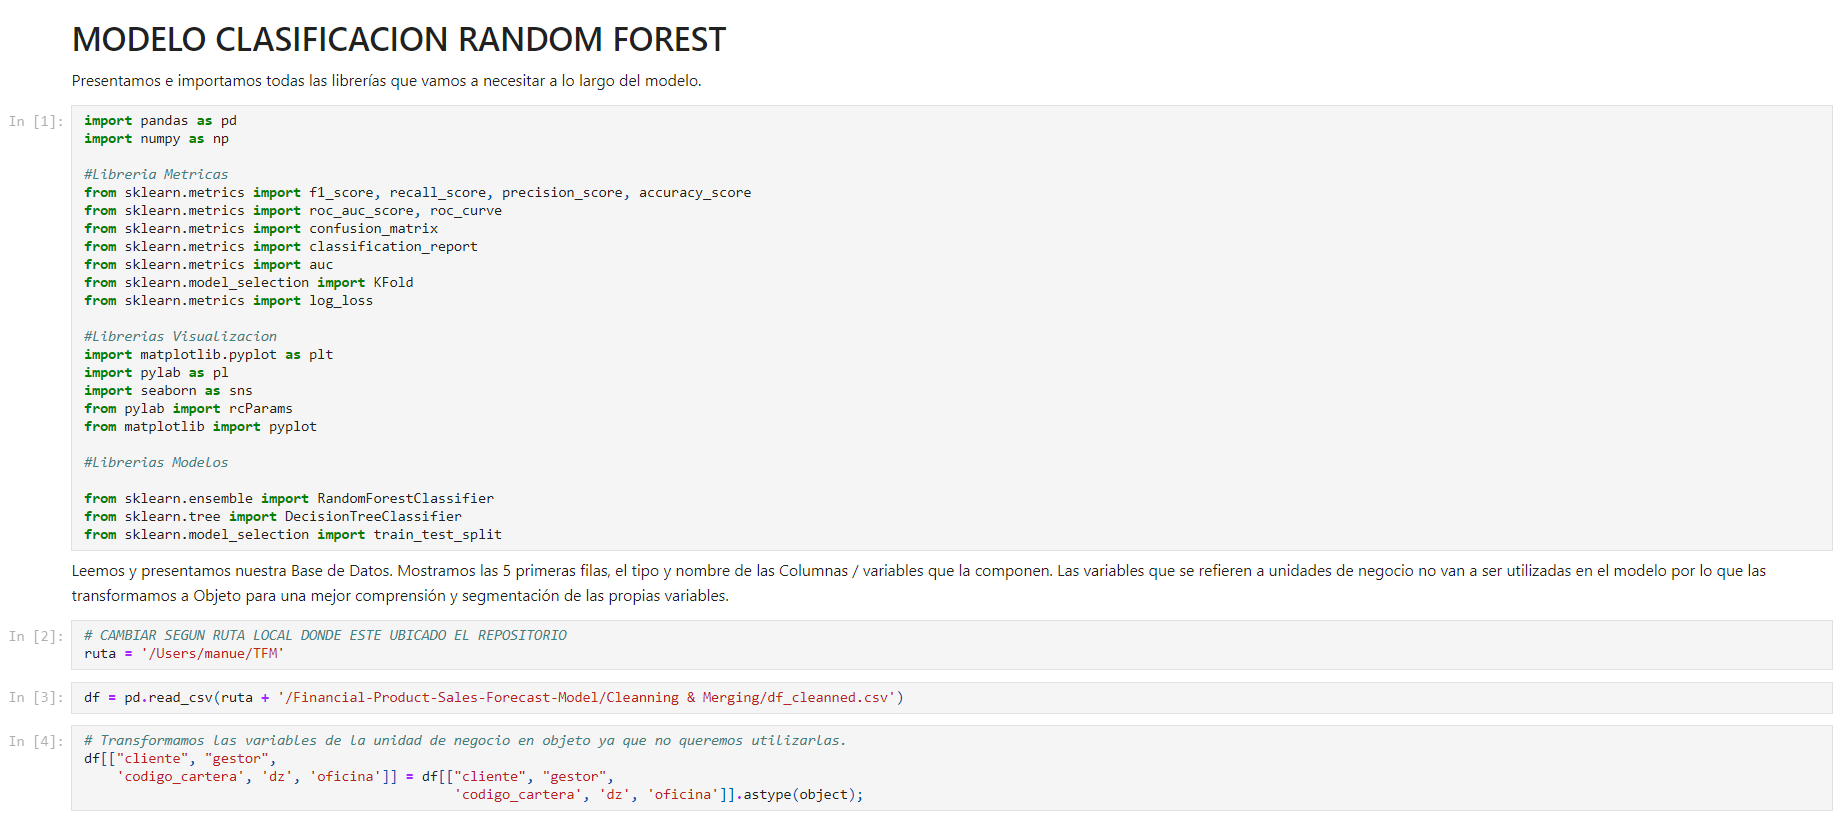 MODELO CLASIFICACION RANDOM FOREST
Presentamos e importamos todas las librerías que vamos a necesitar a lo largo del modelo.
In [1]:
import pandas as pd
import numpy as np
#Libreria Metricas
from sklearn.metrics import f1_score, recall_score, precision_score, accuracy_score
from sklearn.metrics import roc_auc_score, roc_curve
from sklearn.metrics import confusion_matrix
from sklearn.metrics import classification_report
from sklearn.metrics import auc
from sklearn.model_selection import KFold
from sklearn.metrics import log_loss
#Librerias Visualizacion
import matplotlib.pyplot as plt
import pylab as pl
import seaborn as sns
from pylab import rcParams
from matplotlib import pyplot
#Librerias Modelos
from sklearn.ensemble import RandomForestClassifier
from sklearn.tree import DecisionTreeClassifier
from sklearn.model_selection import train_test_split
Leemos y presentamos nuestra Base de Datos. Mostramos las 5 primeras filas, el tipo y nombre de las Columnas / variables que la componen. Las variables que se refieren a unidades de negocio no van a ser utilizadas en el modelo por lo que las
transformamos a Objeto para una mejor comprensión y segmentación de las propias variables.
In [2]:
# CAMBIAR SEGUN RUTA LOCAL DONDE ESTE UBICADO EL REPOSITORIO
ruta = '/Users/manue/TFM'
In [3]:
df = pd.read_csv(ruta + '/Financial-Product-Sales-Forecast-Model/Cleanning & Merging/df_cleanned.csv')
In [4]:
# Transformamos las variables de la unidad de negocio en objeto ya que no queremos utilizarlas.
df[["cliente", "gestor",
'codigo_cartera', 'dz', 'oficina']] = df[["cliente", "gestor",
'codigo_cartera', 'dz', 'oficina']].astype(object);